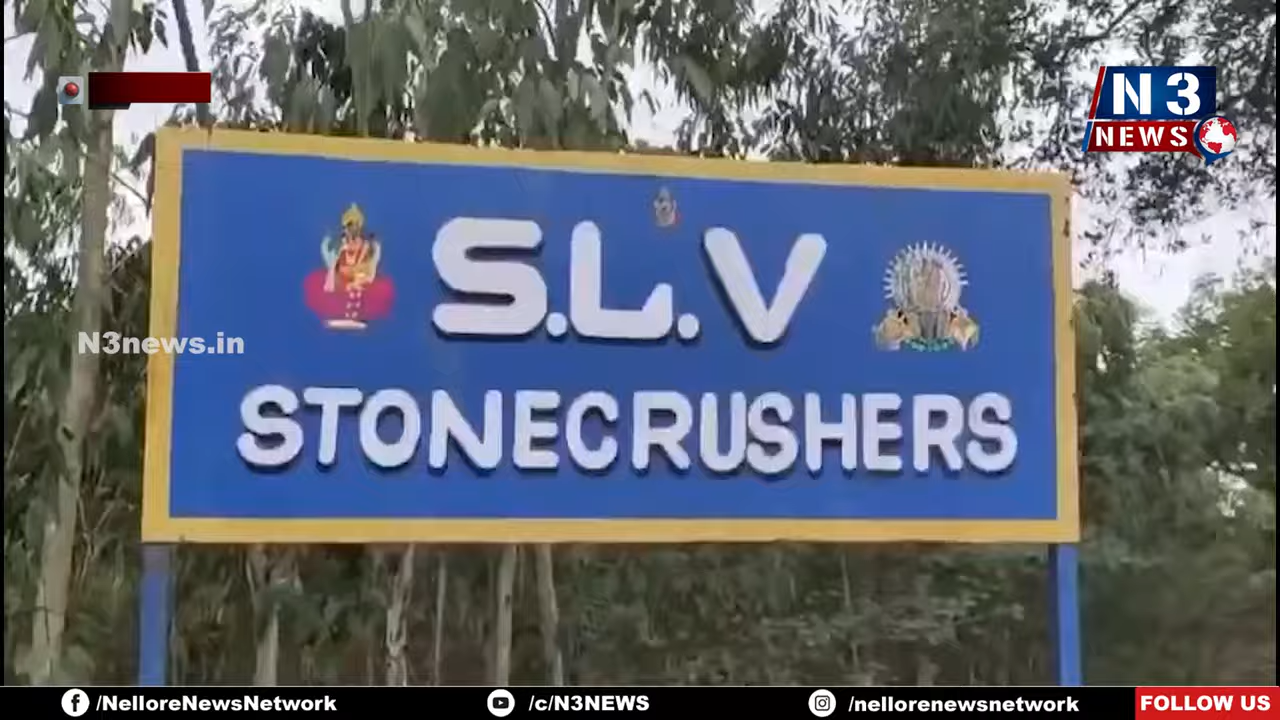 N3
NEWS
S.L.V
N3news.in
STONECRUSHERS
/NelloreNewsNetwork
/c/N3NEWS
/nellorenewsnetwork
FOLLOW US